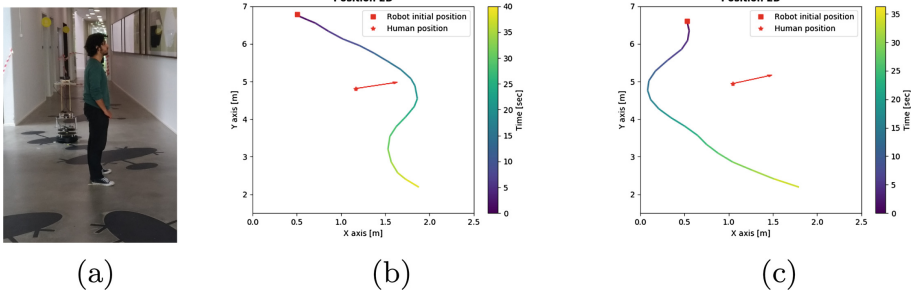 Position 2D
Position 2D
Robot initial position
Human position
Robot initial position
Human position
7
6
5
4
3
2
Y axis [m]
0.0
0.5
1.0
1.5
2.0
2.5
X axis [m]
40
35
30
25
20
15
10
5
0
Time [sec]
7
6
5
4
3
2
Y axis [m]
0.0
0.5
1.0
1.5
2.0
2.5
X axis [m]
35
30
25
20
15
10
5
0
Time [sec]
(a)
(b)
(c)